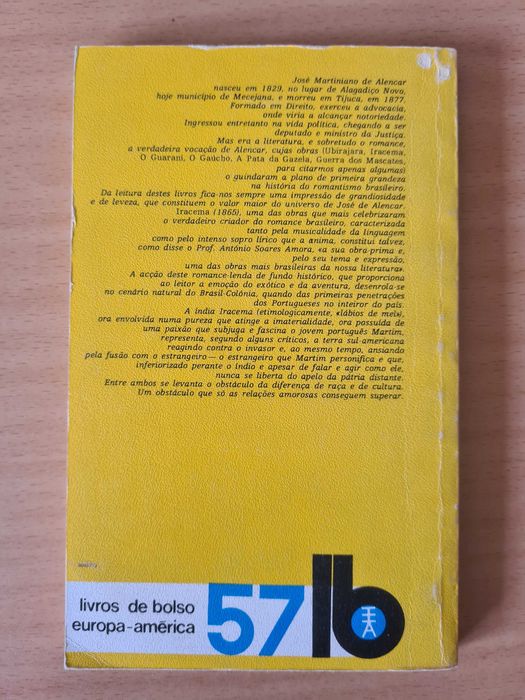 José Martiniano de Alencar
nasceu em 1829, no lugar de Alagadiço Novo,
hoje município de Mecejana, e morreu em Tijuca, em 1877.
Formado em Direito, exerceu a advocacia,
onde viria a alcançar notoriedade.
Ingressou entretanto na vida política, chegando a ser
deputado e ministro da Justiça.
Mas era a literatura, e sobretudo o romance,
a verdadeira vocação de Alencar, cujas obras (Ubirajara, Iracema,
O Guarani, O Gaúcho, A Pata da Gazela, Guerra dos Mascates,
para citarmos apenas algumas)
o guindaram a plano de primeira grandeza
na história do romantismo brasileiro.
Da leitura destes livros fica-nos sempre uma impressão de grandiosidade
e de leveza, que constituem o valor maior do universo de José de Alencar.
Iracema (1865), uma das obras que mais celebrizaram
o verdadeiro criador do romance brasileiro, caracterizada
tanto pela musicalidade da linguagem
como pelo intenso sopro lírico que a anima, constitui talvez,
como disse o Prof. António Soares Amora, «a sua obra-prima e,
pelo seu tema e expressão,
uma das obras mais brasileiras da nossa literatura».
A acção deste romance-lenda de fundo histórico, que proporciona
ao leitor a emoção do exótico e da aventura, desenrola-se
no cenário natural do Brasil-Colónia, quando das primeiras penetrações
dos Portugueses no interior do país.
A índia Iracema (etimologicamente, «lábios de mel»),
ora envolvida numa pureza que atinge a imaterialidade, ora possuída de
uma paixão que subjuga e fascina o jovem português Martim,
representa, segundo alguns críticos, a terra sul-americana
reagindo contra o invasor e, ao mesmo tempo, ansiando
pela fusão com o estrangeiro — o estrangeiro que Martim personifica e que,
inferiorizado perante o índio e apesar de falar e agir como ele,
nunca se liberta do apelo da pátria distante.
Entre ambos se levanta o obstáculo da diferença de raça e de cultura.
Um obstáculo que só as relações amorosas conseguem superar.
livros de bolso
europa-américa
57
lb
EA